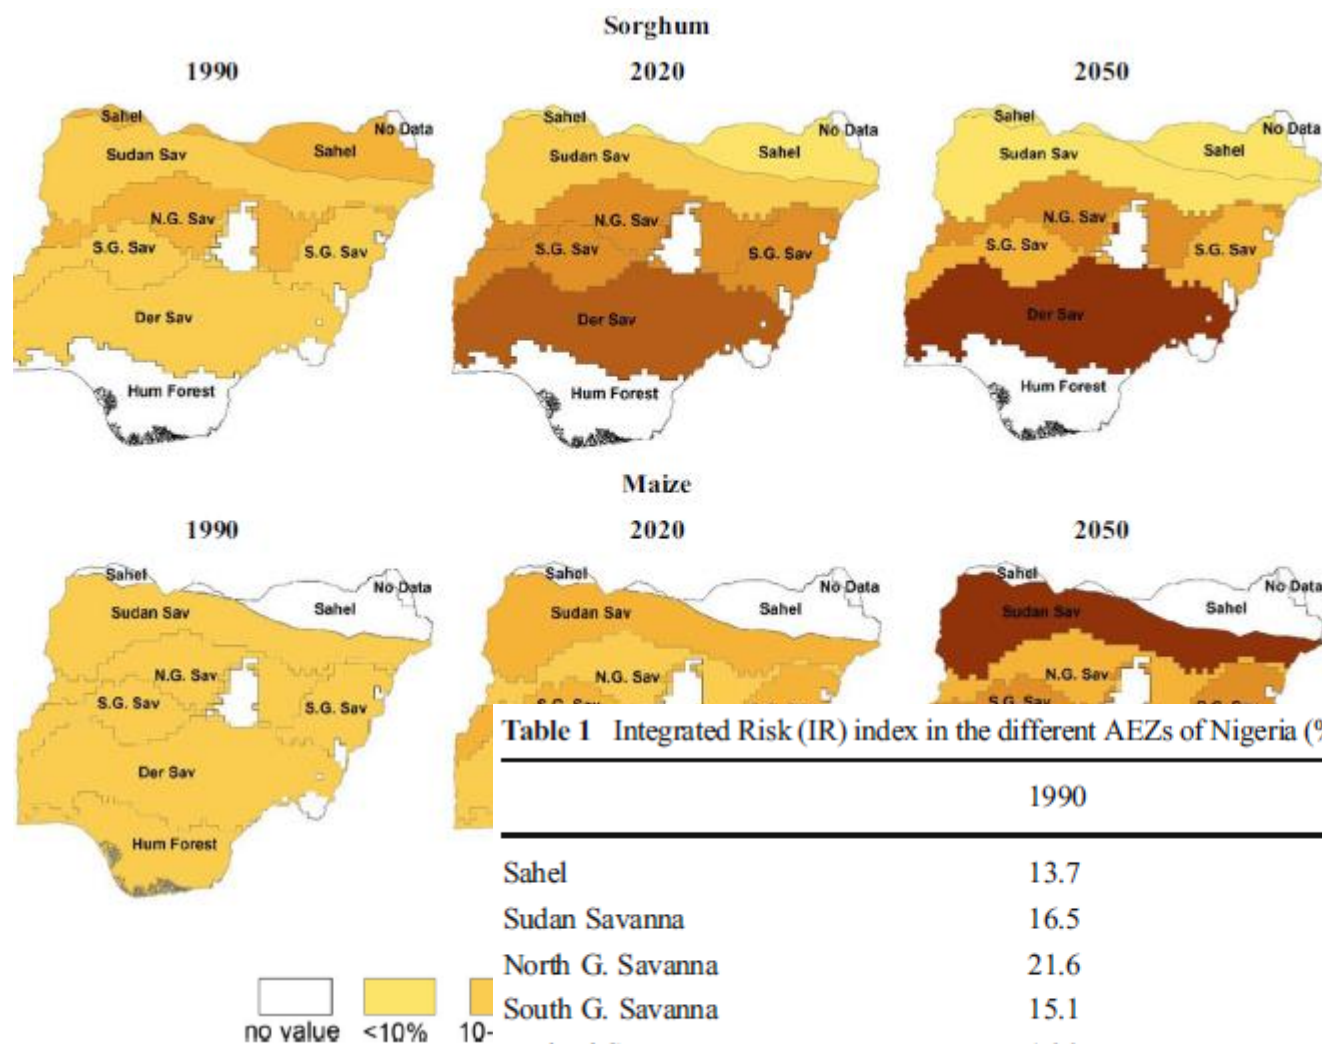 Sorghum
1990 2020 2050
Sahel No Data Sudan Sav Sahel N.G. Sav S.G. Sav S.G. Sav Der Sav Hum Forest
Sahel No Data Sudan Sav Sahel N.G. Sav S.G. Sav S.G. Sav Der Sav Hum Forest
Sahel No Data Sudan Sav Sahel N.G. Sav S.G. Sav S.G. Sav Der Sav Hum Forest
Maize
1990 2020 2050
Sahel No Data Sudan Sav Sahel N.G. Sav S.G. Sav S.G. Sav Der Sav Hum Forest
Sahel No Data Sudan Sav Sahel N.G. Sav
Sahel No Data Sudan Sav Sahel N.G. Sav
Table 1 Integrated Risk (IR) index in the different AEZs of Nigeria (%
1990
Sahel 13.7
Sudan Savanna 16.5
North G. Savanna 21.6
South G. Savanna 15.1
no value <10% 10-